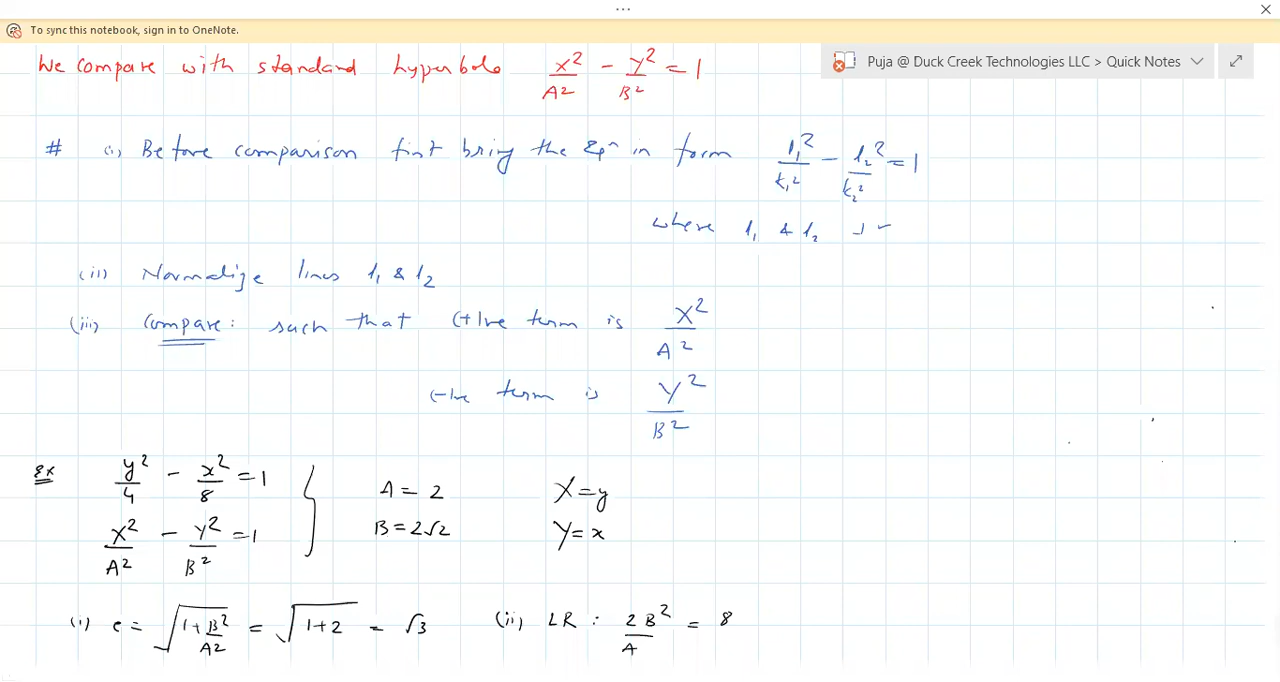 To sync this notebook, sign in to OneNote.
Puja @ Duck Creek Technologies LLC > Quick Notes
We compare with standard hyperbola X²/A² - Y²/B² = 1
# (i) Before comparison first bring the Eqⁿ in form l₁²/k₁² - l₂²/k₂² = 1
where l₁ & l₂
(ii) Normalize lines l₁ & l₂
(iii) Compare: such that (+)ve term is X²/A²
(-)ve term is Y²/B²
Ex y²/4 - x²/8 = 1 A = 2 X = y
X²/A² - Y²/B² = 1 B = 2√2 Y = x
(i) e = √(1+B²/A²) = √(1+2) = √3 (ii) LR : 2B²/A = 8